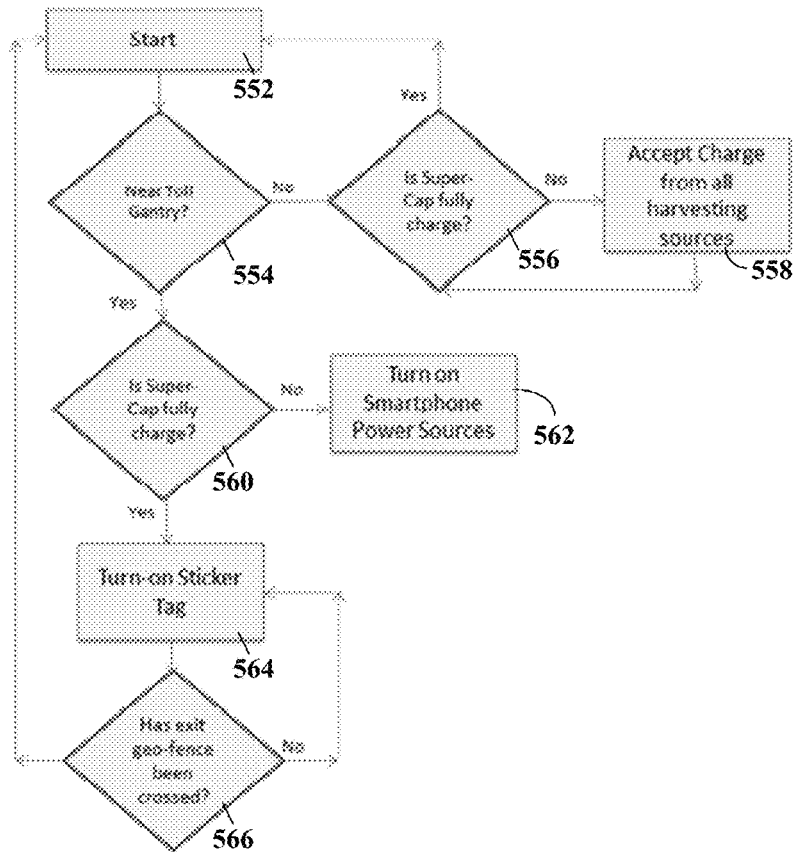 Start
552
Near Toll
Gantry?
554
No
Yes
Is Super-
Cap fully
charge?
556
Yes
No
Accept Charge
from all
harvesting
sources
558
Is Super-
Cap fully
charge?
560
No
Turn on
Smartphone
Power Sources
562
Yes
Turn-on Sticker
Tag
564
Has exit
geo-fence
been
crossed?
566
No